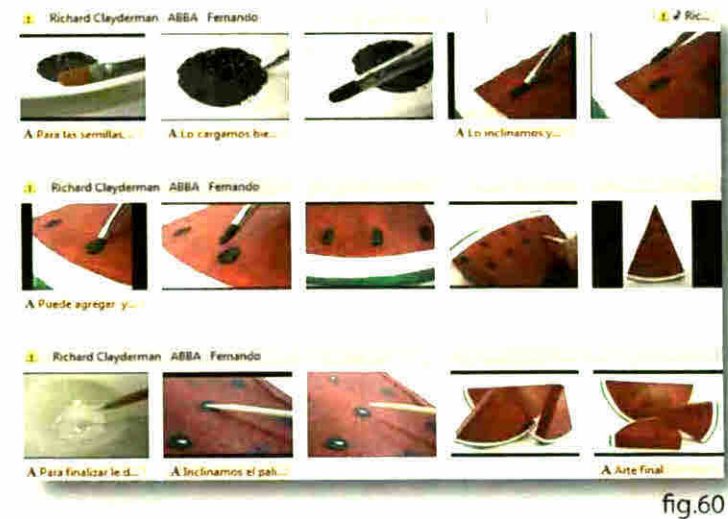 Richard Clayderman ABBA Fernando
Ric...
A Para las semillas, ...
A Lo cargamos bie...
A Lo inclinamos y...
Richard Clayderman ABBA Fernando
A Puede agregar y...
Richard Clayderman ABBA Fernando
A Para finalizar le d...
A Inclinamos el pali...
A Arte final
fig.60